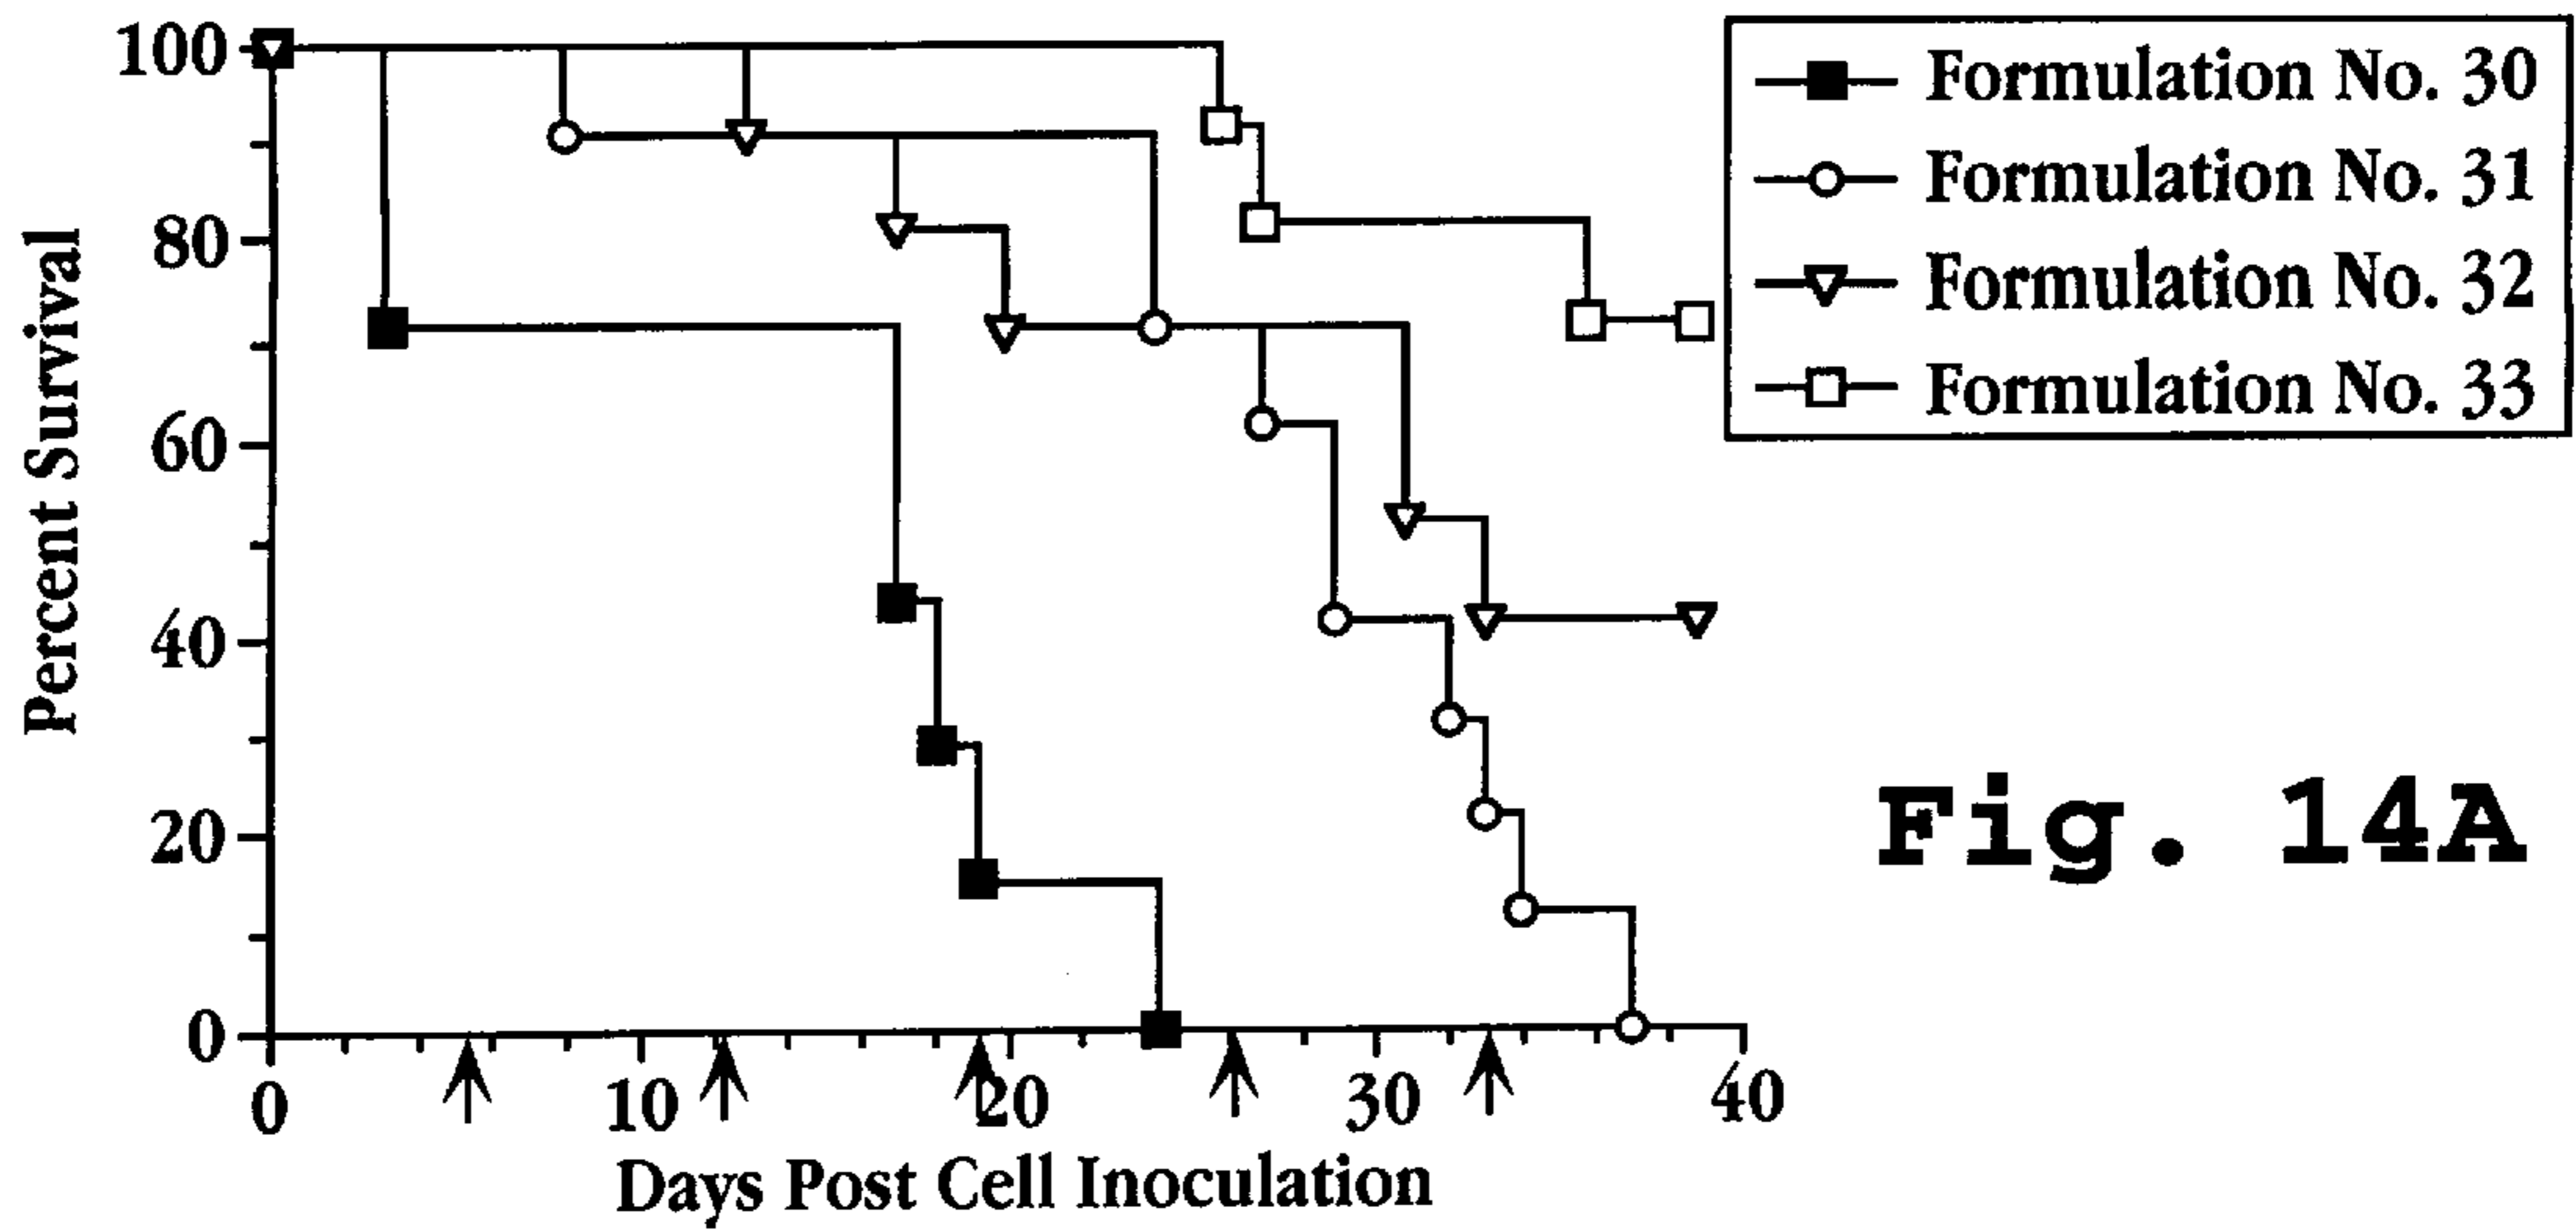 Percent Survival
100
80
60
40
20
0
0 10 20 30 40
Days Post Cell Inoculation
Formulation No. 30
Formulation No. 31
Formulation No. 32
Formulation No. 33
Fig. 14A